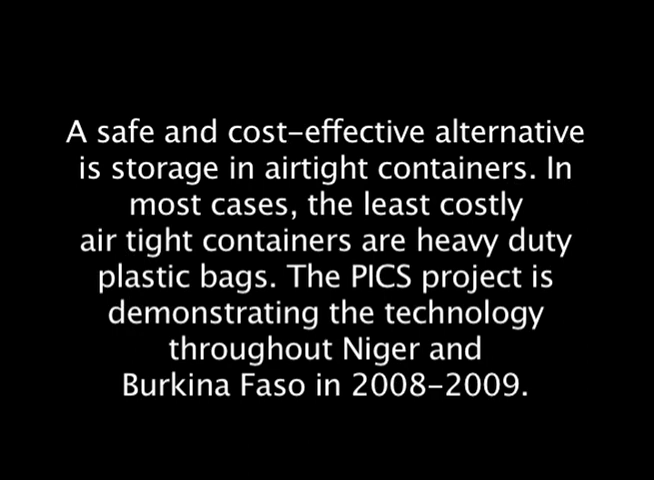 A safe and cost-effective alternative
is storage in airtight containers. In
most cases, the least costly
air tight containers are heavy duty
plastic bags. The PICS project is
demonstrating the technology
throughout Niger and
Burkina Faso in 2008-2009.